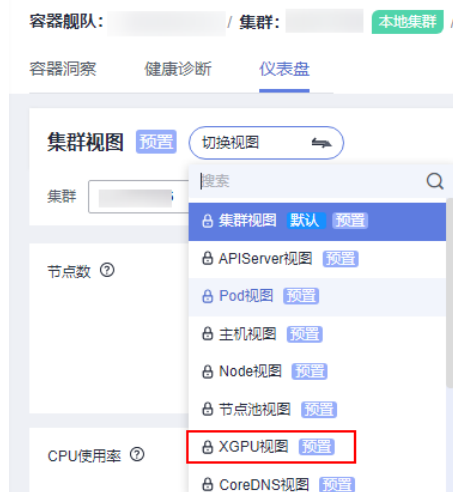 容器舰队： / 集群： 本地集群 /
容器洞察 健康诊断 仪表盘
集群视图 预置 切换视图
搜索
集群
集群视图 默认 预置
APIServer视图 预置
节点数
Pod视图 预置
主机视图 预置
Node视图 预置
节点池视图 预置
XGPU视图 预置
CPU使用率
CoreDNS视图 预置